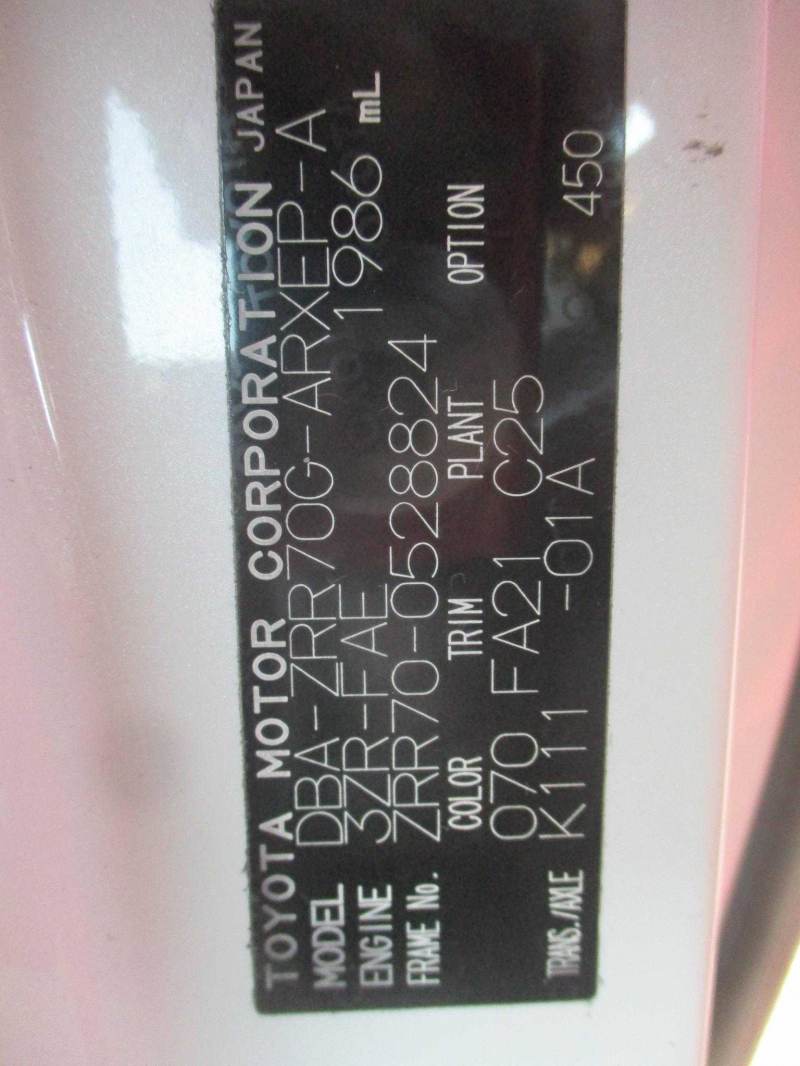 TOYOTA MOTOR CORPORATION JAPAN
MODEL DBA-ZRR70G-ARXEP-A
ENGINE 3ZR-FAE 1986 mL
FRAME No. ZRR70-0528824
COLOR TRIM PLANT OPTION
070 FA21 C25
TRANS./AXLE K111 -01A 450